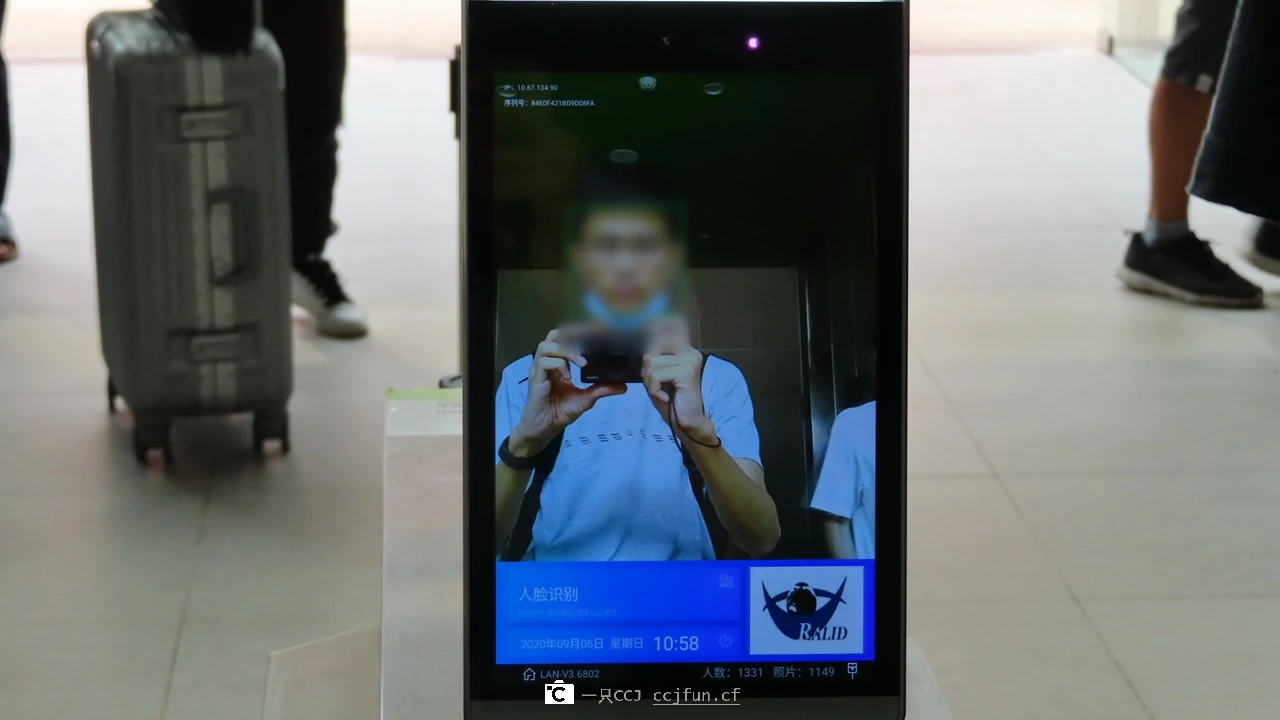 IP：10.67.134.90
序列号：84E0F421BD9D08FA
人脸识别
2020年09月06日 星期日 10:58
RALID
LAN-V3.6802 人数：1331 照片：1149
一只CCJ ccjfun.cf